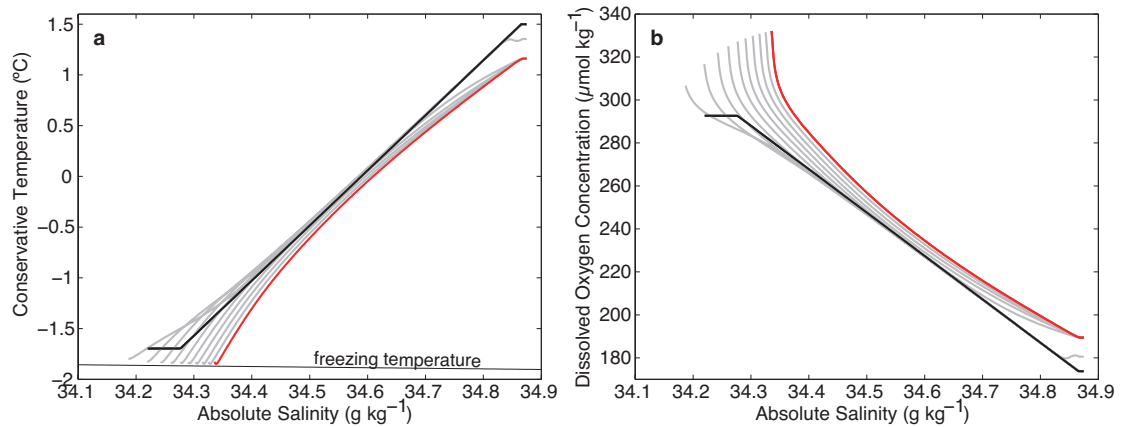 a
Conservative Temperature (ºC)
1.5
1
0.5
0
−0.5
−1
−1.5
−2
freezing temperature
34.1 34.2 34.3 34.4 34.5 34.6 34.7 34.8 34.9
Absolute Salinity (g kg−1)
b
Dissolved Oxygen Concentration (µmol kg−1)
340
320
300
280
260
240
220
200
180
34.1 34.2 34.3 34.4 34.5 34.6 34.7 34.8 34.9
Absolute Salinity (g kg−1)